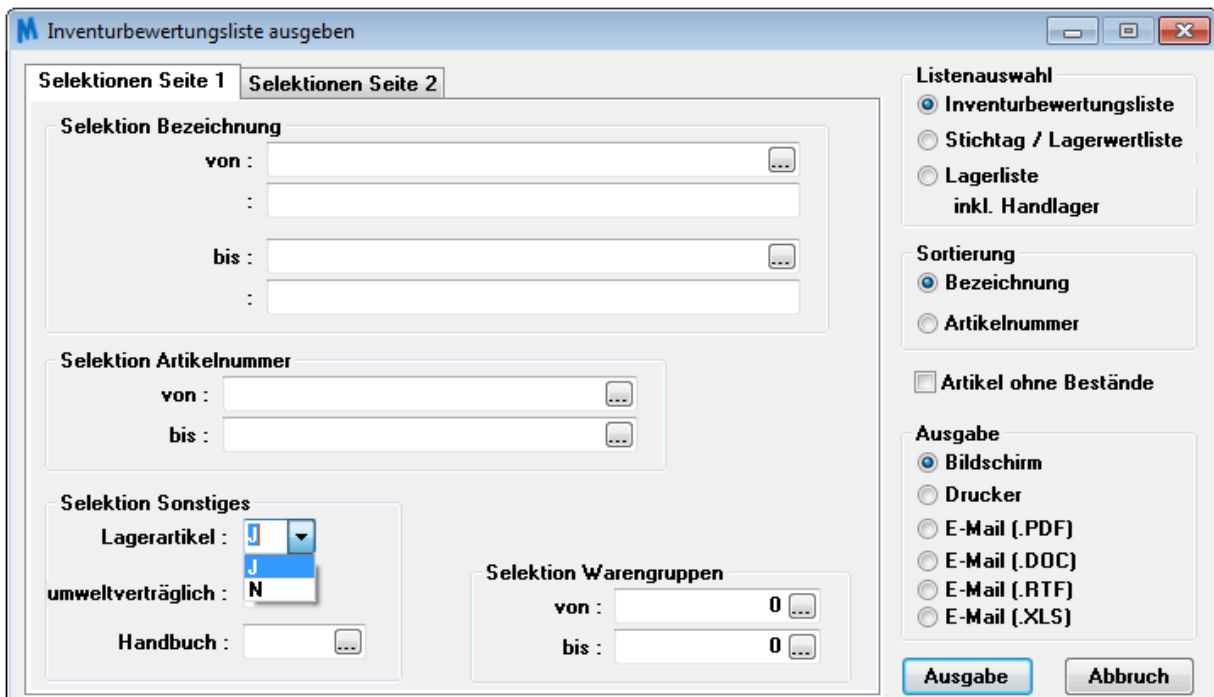 Inventurbewertungsliste ausgeben
Selektionen Seite 1
Selektionen Seite 2
Selektion Bezeichnung
von :
...
:
bis :
...
:
Selektion Artikelnummer
von :
...
bis :
...
Selektion Sonstiges
Lagerartikel : J
J
N
umweltverträglich :
Handbuch :
...
Selektion Warengruppen
von : 0 ...
bis : 0 ...
Listenauswahl
Inventurbewertungsliste
Stichtag / Lagerwertliste
Lagerliste
inkl. Handlager
Sortierung
Bezeichnung
Artikelnummer
Artikel ohne Bestände
Ausgabe
Bildschirm
Drucker
E-Mail (.PDF)
E-Mail (.DOC)
E-Mail (.RTF)
E-Mail (.XLS)
Ausgabe
Abbruch